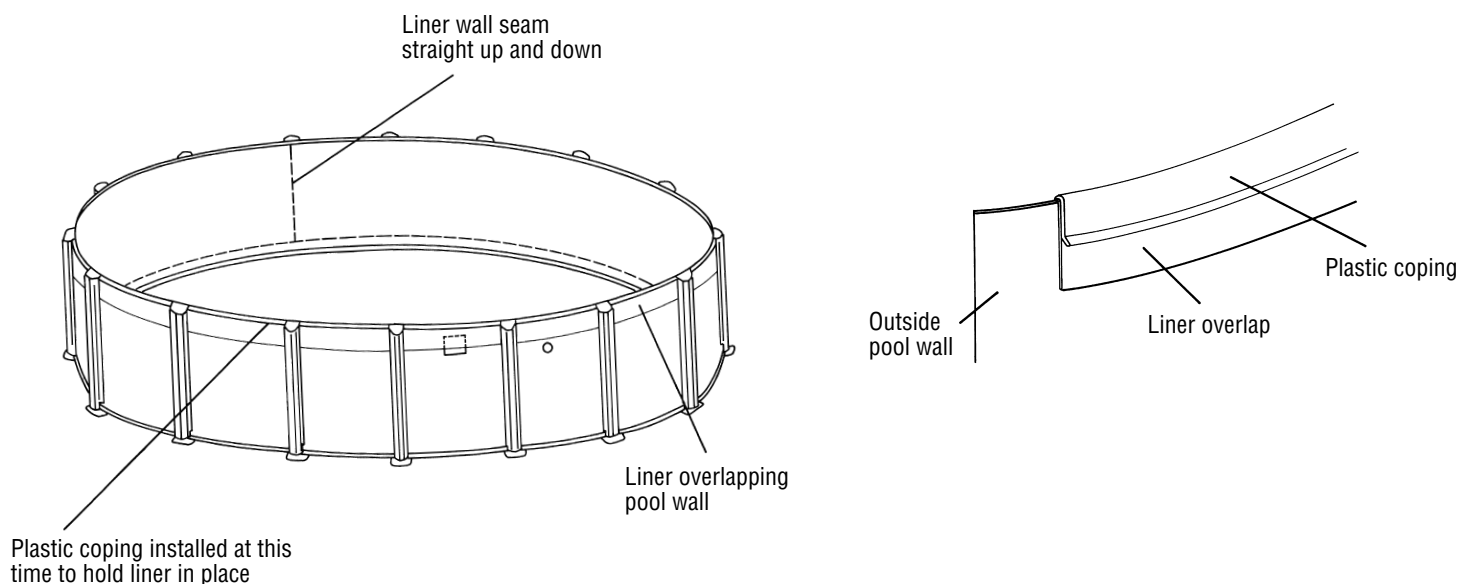 Liner wall seam
straight up and down
Plastic coping
Outside
pool wall
Liner overlap
Liner overlapping
pool wall
Plastic coping installed at this
time to hold liner in place